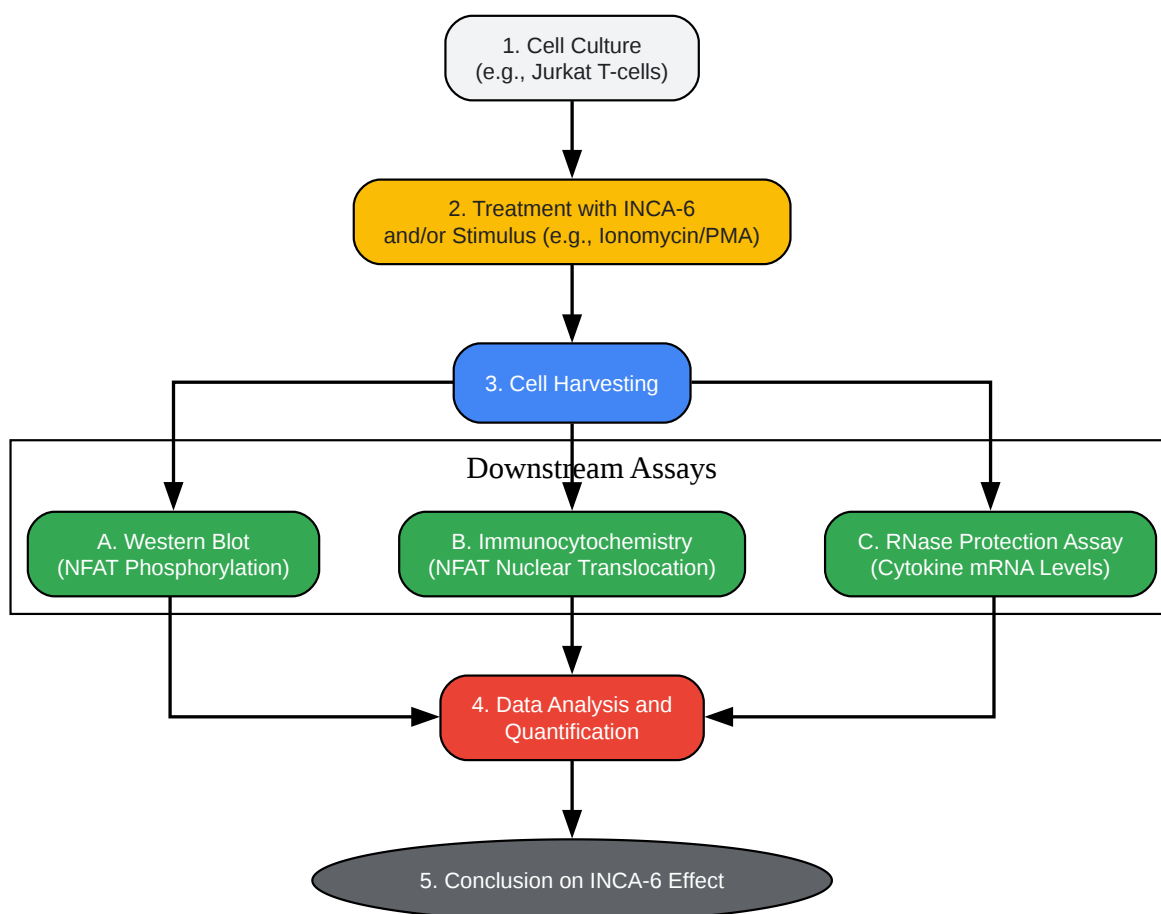 1. Cell Culture
(e.g., Jurkat T-cells)
2. Treatment with INCA-6
and/or Stimulus (e.g., Ionomycin/PMA)
3. Cell Harvesting
Downstream Assays
A. Western Blot
(NFAT Phosphorylation)
B. Immunocytochemistry
(NFAT Nuclear Translocation)
C. RNase Protection Assay
(Cytokine mRNA Levels)
4. Data Analysis and
Quantification
5. Conclusion on INCA-6 Effect